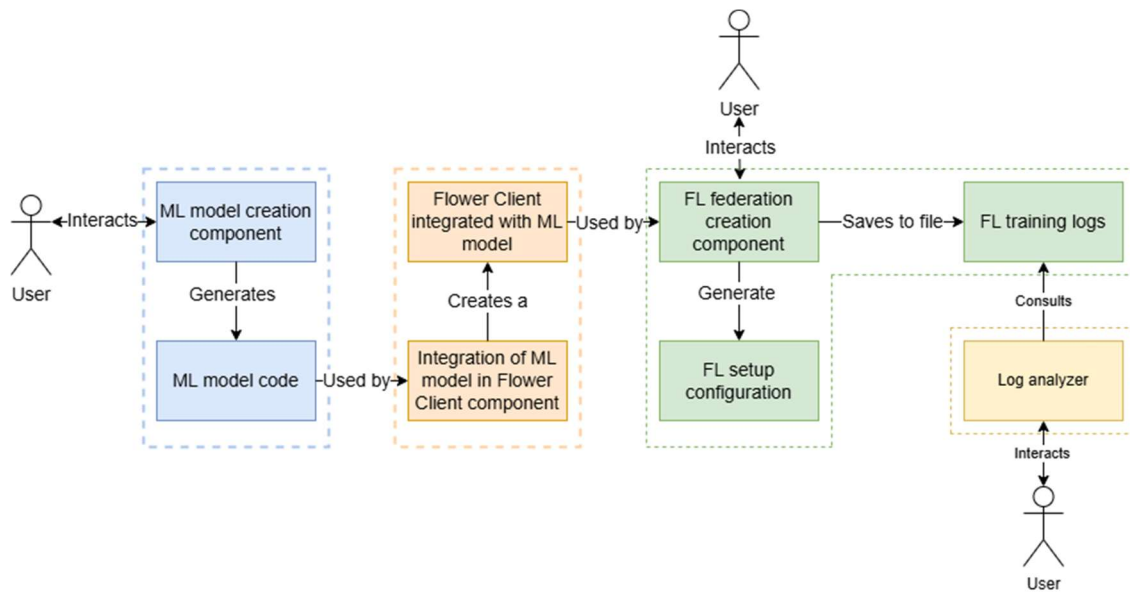 User
Interacts
ML model creation
component
Generates
ML model code
Used by
Flower Client
integrated with ML
model
Creates a
Integration of ML
model in Flower
Client component
Used by
User
Interacts
FL federation
creation
component
Generate
FL setup
configuration
Saves to file
FL training logs
Consults
Log analyzer
Interacts
User